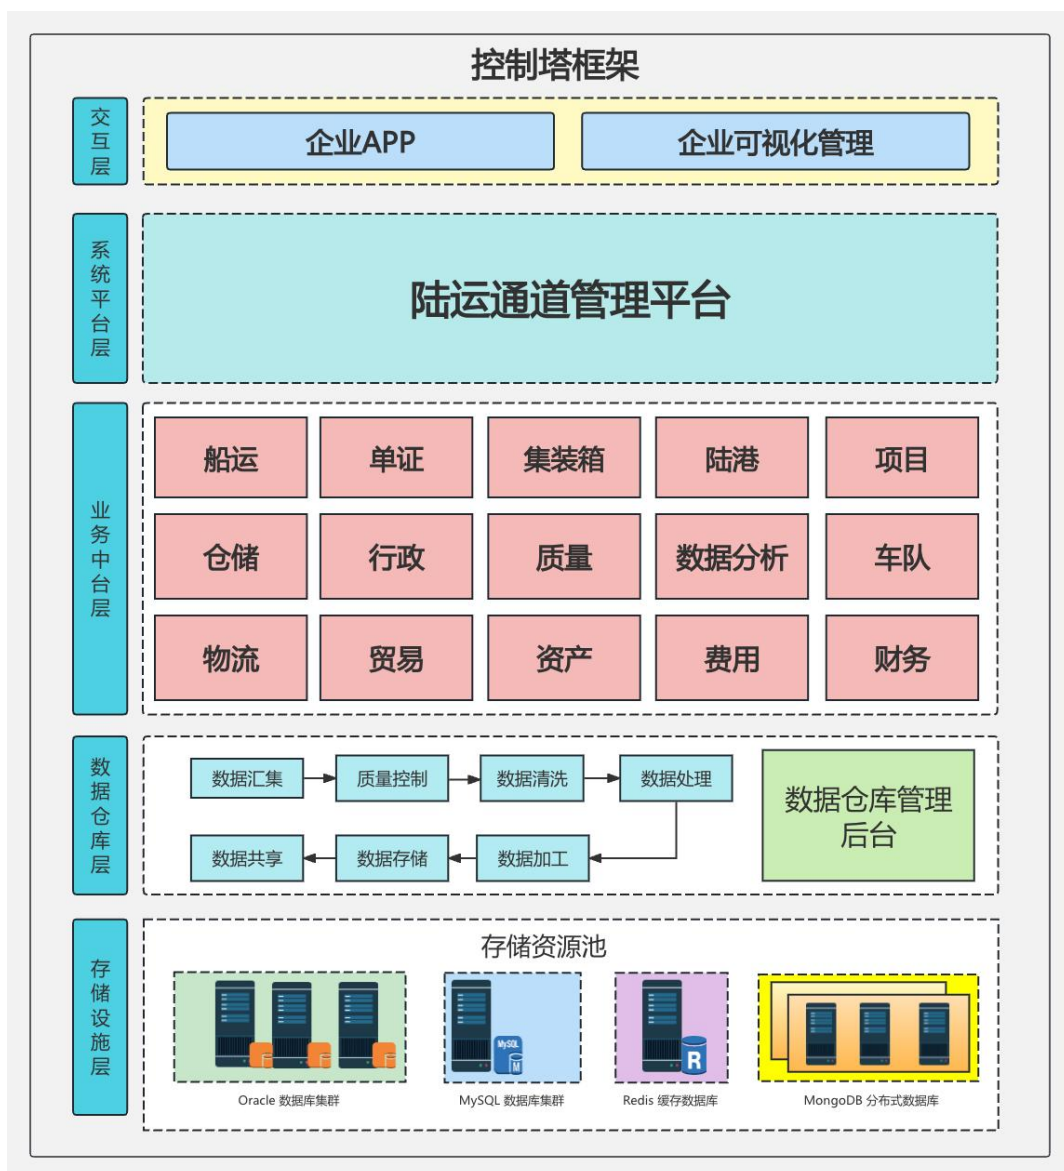 控制塔框架
交互层
企业APP
企业可视化管理
系统平台层
陆运通道管理平台
业务中台层
船运
单证
集装箱
陆港
项目
仓储
行政
质量
数据分析
车队
物流
贸易
资产
费用
财务
数据仓库层
数据汇集
质量控制
数据清洗
数据处理
数据共享
数据存储
数据加工
数据仓库管理
后台
存储设施层
存储资源池
MySQL
M
R
Oracle 数据库集群
MySQL 数据库集群
Redis 缓存数据库
MongoDB 分布式数据库